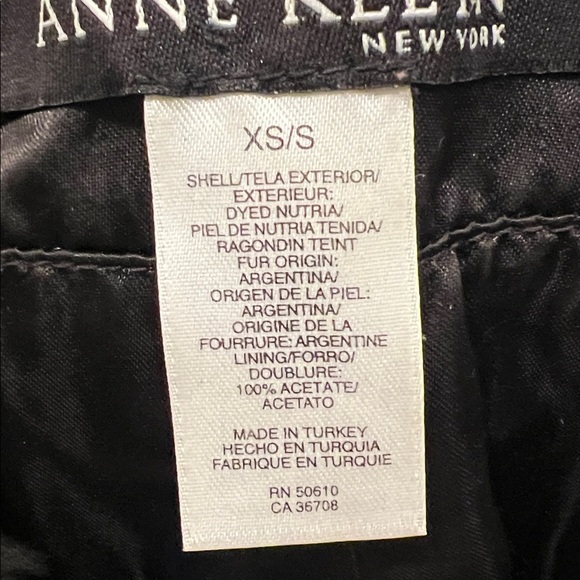 ANNE KLEIN
NEW YORK
XS/S
SHELL/TELA EXTERIOR/
EXTERIEUR:
DYED NUTRIA/
PIEL DE NUTRIA TENIDA/
RAGONDIN TEINT
FUR ORIGIN:
ARGENTINA/
ORIGEN DE LA PIEL:
ARGENTINA/
ORIGINE DE LA
FOURRURE: ARGENTINE
LINING/FORRO/
DOUBLURE:
100% ACETATE/
ACETATO
MADE IN TURKEY
HECHO EN TURQUIA
FABRIQUE EN TURQUIE
RN 50610
CA 36708